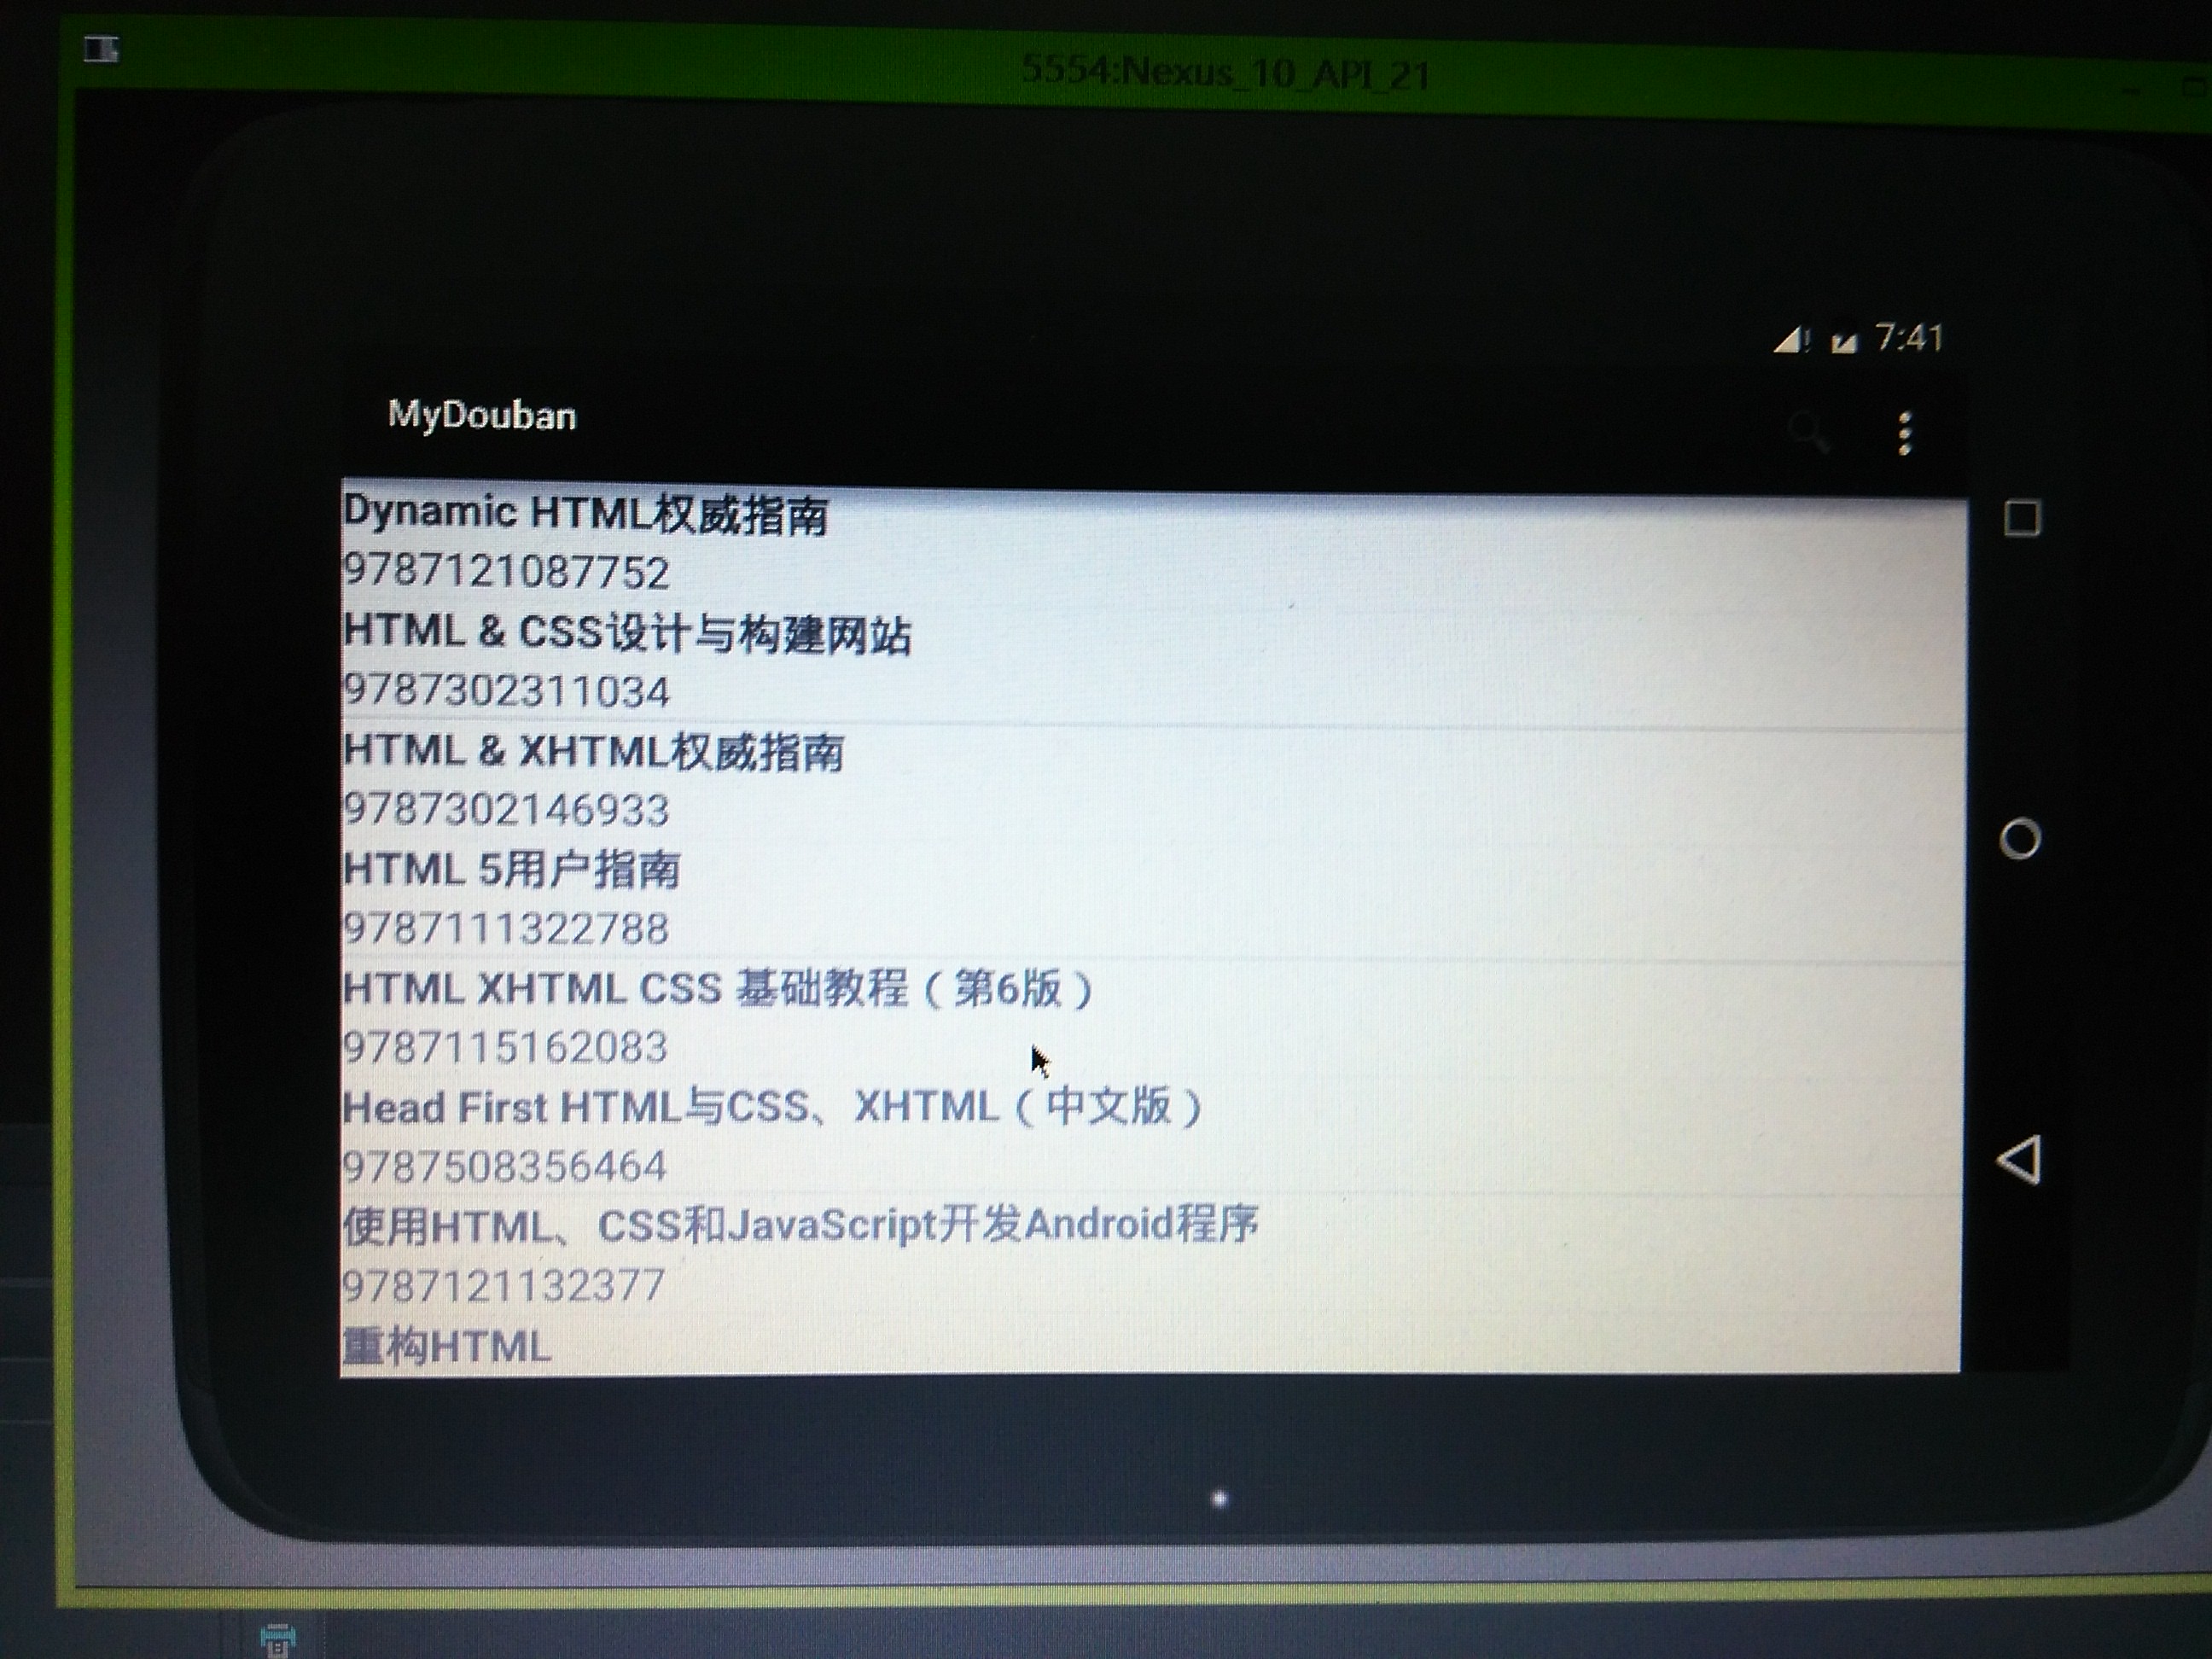 5554:Nexus_10_API_21
7:41
MyDouban
Dynamic HTML权威指南
9787121087752
HTML & CSS设计与构建网站
9787302311034
HTML & XHTML权威指南
9787302146933
HTML 5用户指南
9787111322788
HTML XHTML CSS 基础教程（第6版）
9787115162083
Head First HTML与CSS、XHTML（中文版）
9787508356464
使用HTML、CSS和JavaScript开发Android程序
9787121132377
重构HTML